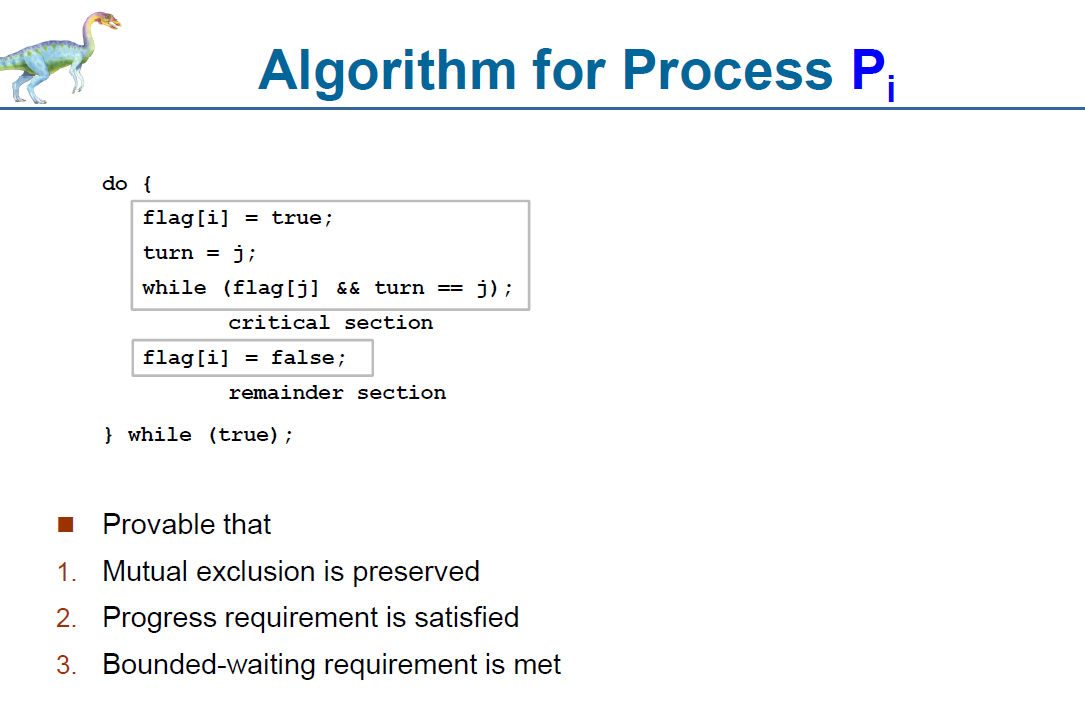 Algorithm for Process Pi
do {
flag[i] = true;
turn = j;
while (flag[j] && turn == j);
critical section
flag[i] = false;
remainder section
} while (true);
■ Provable that
1. Mutual exclusion is preserved
2. Progress requirement is satisfied
3. Bounded-waiting requirement is met